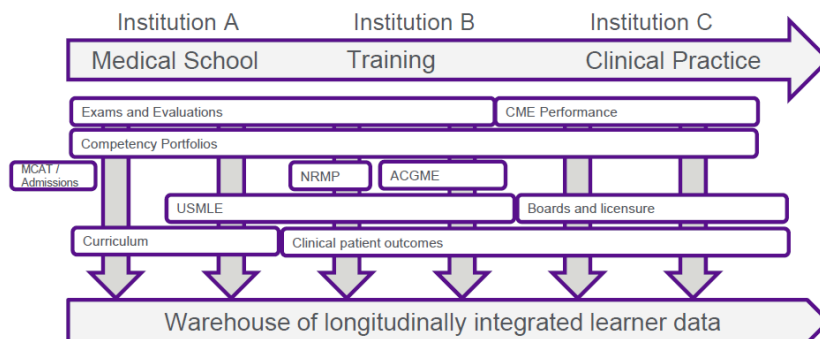 Institution A Institution B Institution C
Medical School Training Clinical Practice
Exams and Evaluations CME Performance
Competency Portfolios
MCAT /
Admissions
NRMP ACGME
USMLE Boards and licensure
Curriculum Clinical patient outcomes
Warehouse of longitudinally integrated learner data